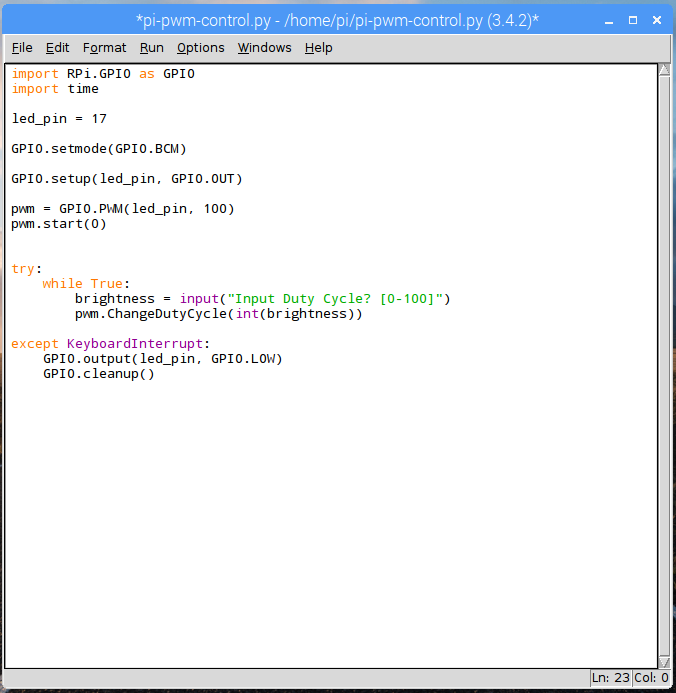 *pi-pwm-control.py - /home/pi/pi-pwm-control.py (3.4.2)*
File Edit Format Run Options Windows Help
import RPi.GPIO as GPIO
import time
led_pin = 17
GPIO.setmode(GPIO.BCM)
GPIO.setup(led_pin, GPIO.OUT)
pwm = GPIO.PWM(led_pin, 100)
pwm.start(0)
try:
    while True:
        brightness = input("Input Duty Cycle? [0-100]")
        pwm.ChangeDutyCycle(int(brightness))
except KeyboardInterrupt:
    GPIO.output(led_pin, GPIO.LOW)
    GPIO.cleanup()
Ln: 23 Col: 0